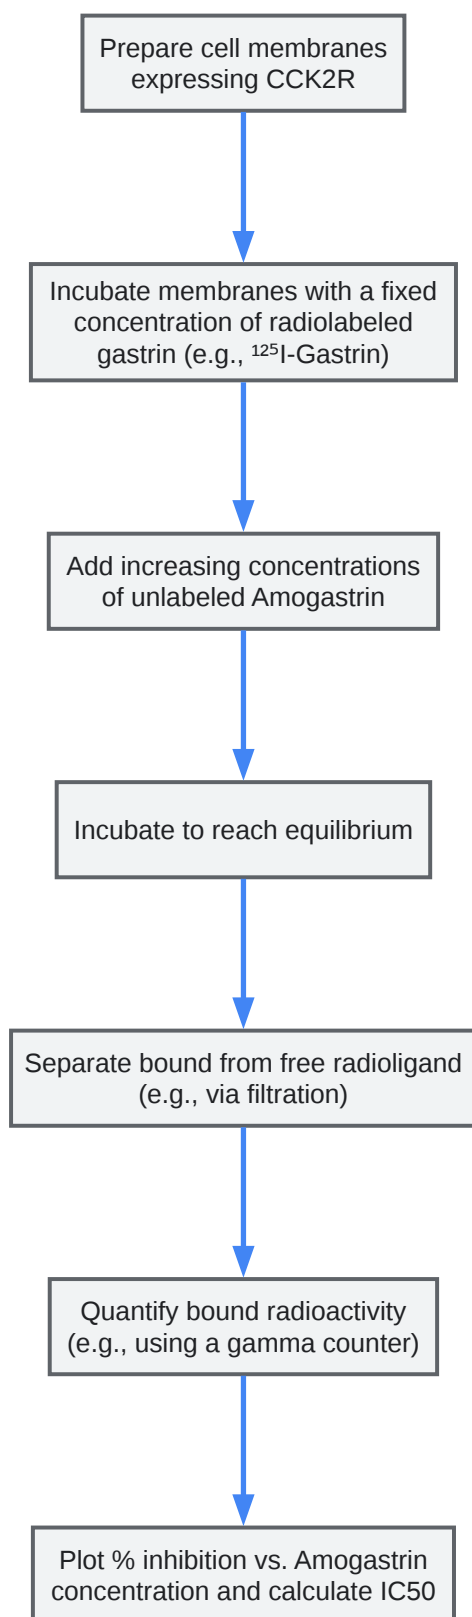 Prepare cell membranes
expressing CCK2R
Incubate membranes with a fixed
concentration of radiolabeled
gastrin (e.g., ¹²⁵I-Gastrin)
Add increasing concentrations
of unlabeled Amogastrin
Incubate to reach equilibrium
Separate bound from free radioligand
(e.g., via filtration)
Quantify bound radioactivity
(e.g., using a gamma counter)
Plot % inhibition vs. Amogastrin
concentration and calculate IC50